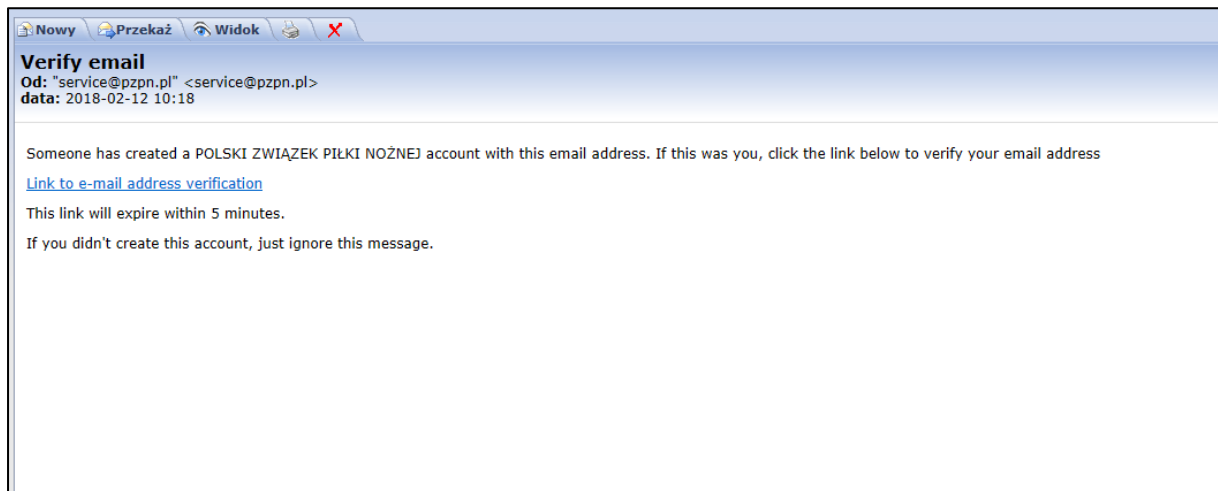 Nowy Przekaż Widok
Verify email
Od: "service@pzpn.pl" <service@pzpn.pl>
data: 2018-02-12 10:18
Someone has created a POLSKI ZWIĄZEK PIŁKI NOŻNEJ account with this email address. If this was you, click the link below to verify your email address
Link to e-mail address verification
This link will expire within 5 minutes.
If you didn't create this account, just ignore this message.